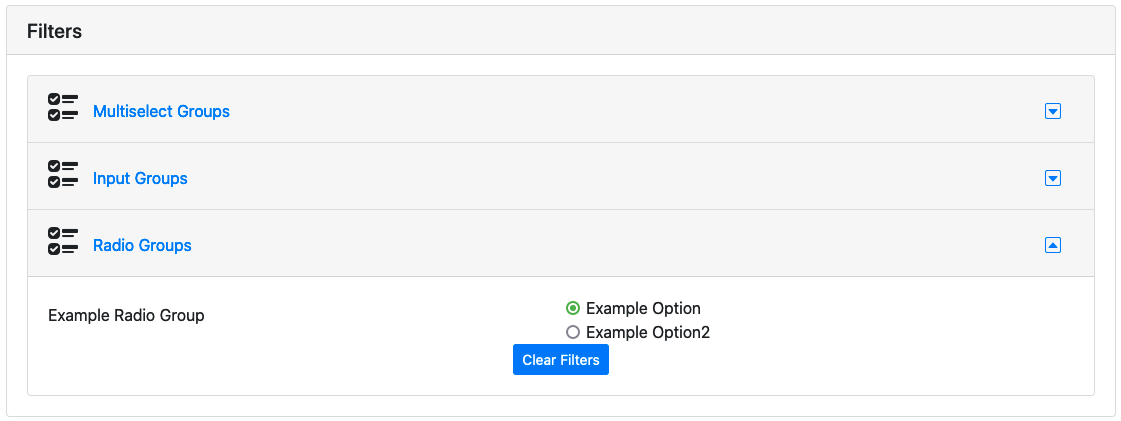 Filters
Multiselect Groups
Input Groups
Radio Groups
Example Radio Group
Example Option
Example Option2
Clear Filters